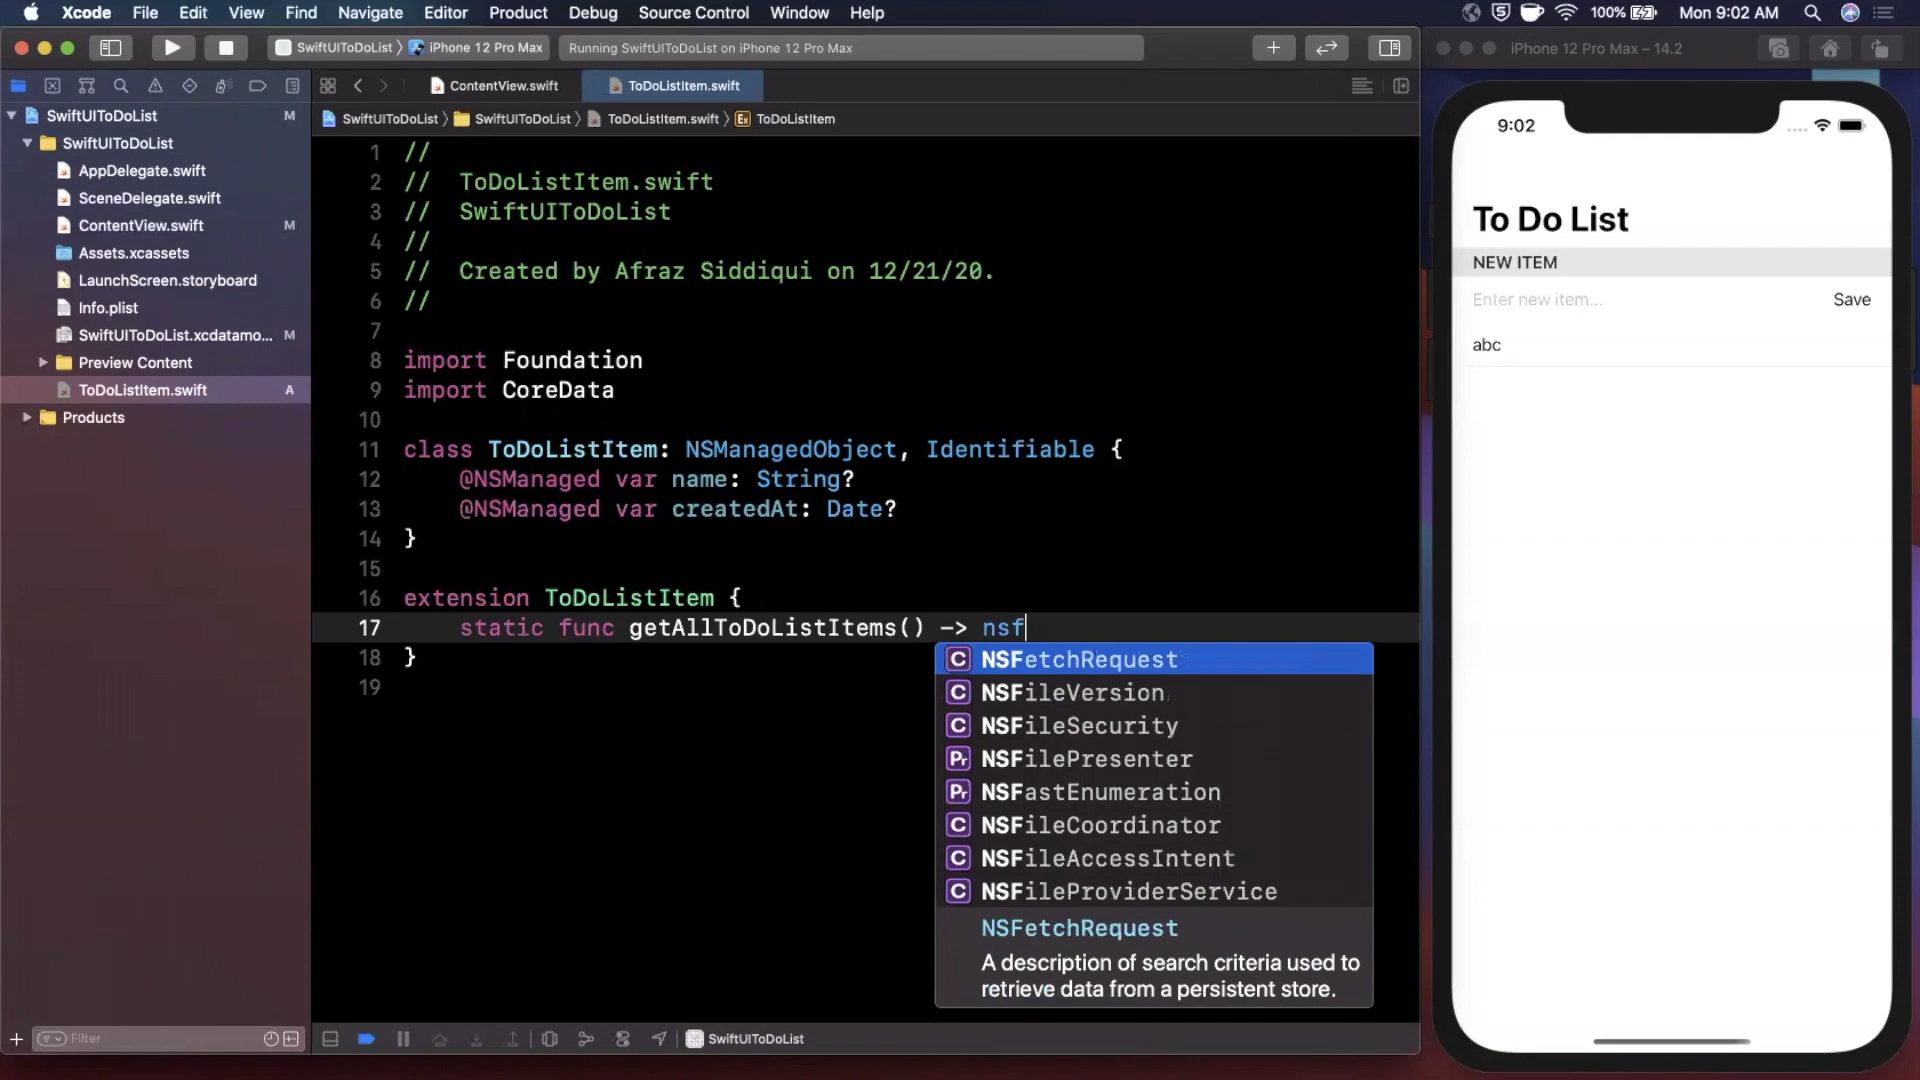 Xcode File Edit View Find Navigate Editor Product Debug Source Control Window Help 100% Mon 9:02 AM
SwiftUIToDoList 〉 iPhone 12 Pro Max Running SwiftUIToDoList on iPhone 12 Pro Max
iPhone 12 Pro Max – 14.2
ContentView.swift ToDoListItem.swift
SwiftUIToDoList 〉 SwiftUIToDoList 〉 ToDoListItem.swift 〉 Ex ToDoListItem
SwiftUIToDoList M
SwiftUIToDoList
AppDelegate.swift
SceneDelegate.swift
ContentView.swift M
Assets.xcassets
LaunchScreen.storyboard
Info.plist
SwiftUIToDoList.xcdatamo... M
Preview Content
ToDoListItem.swift A
Products
Filter
1 //
2 // ToDoListItem.swift
3 // SwiftUIToDoList
4 //
5 // Created by Afraz Siddiqui on 12/21/20.
6 //
7
8 import Foundation
9 import CoreData
10
11 class ToDoListItem: NSManagedObject, Identifiable {
12 @NSManaged var name: String?
13 @NSManaged var createdAt: Date?
14 }
15
16 extension ToDoListItem {
17 static func getAllToDoListItems() -> nsf
18 }
19
C NSFetchRequest
C NSFileVersion
C NSFileSecurity
Pr NSFilePresenter
Pr NSFastEnumeration
C NSFileCoordinator
C NSFileAccessIntent
C NSFileProviderService
NSFetchRequest
A description of search criteria used to
retrieve data from a persistent store.
SwiftUIToDoList
9:02
To Do List
NEW ITEM
Enter new item... Save
abc